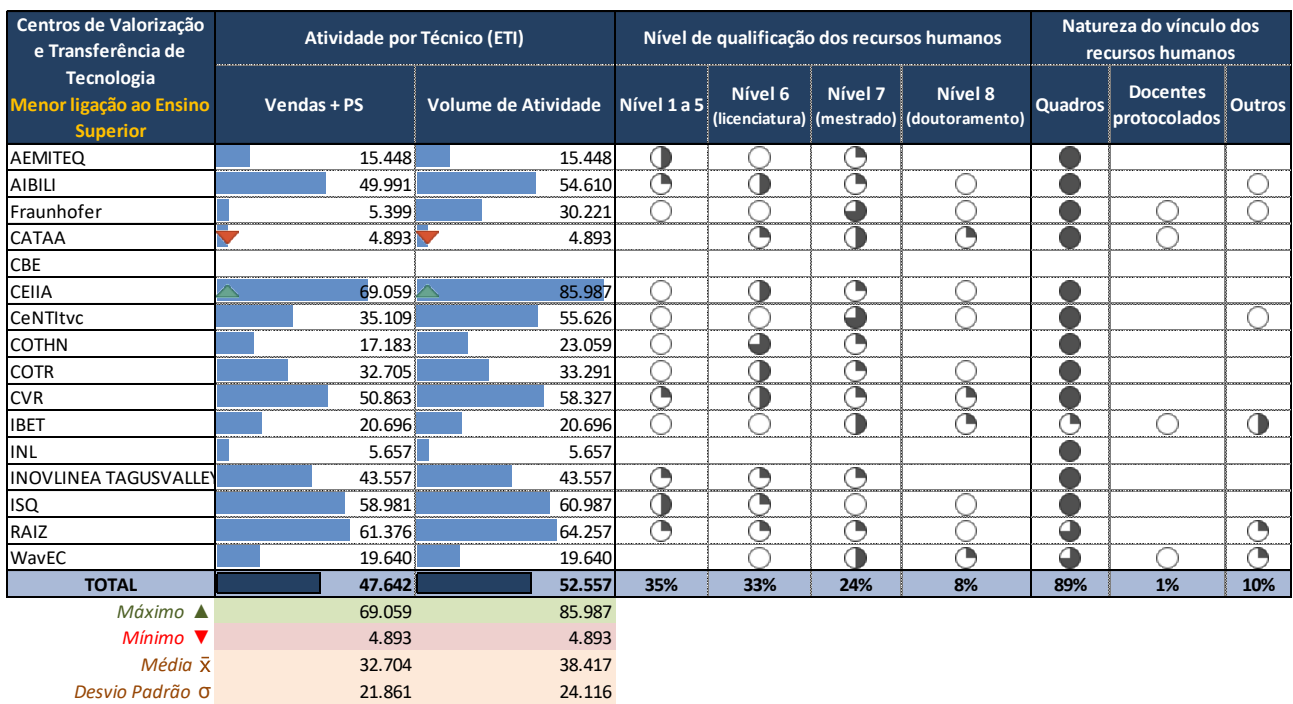 Centros de Valorização e Transferência de Tecnologia
Menor ligação ao Ensino Superior
Atividade por Técnico (ETI)
Nível de qualificação dos recursos humanos
Natureza do vínculo dos recursos humanos
Vendas + PS
Volume de Atividade
Nível 1 a 5
Nível 6 (licenciatura)
Nível 7 (mestrado)
Nível 8 (doutoramento)
Quadros
Docentes protocolados
Outros
AEMITEQ 15.448 15.448
AIBILI 49.991 54.610
Fraunhofer 5.399 30.221
CATAA 4.893 4.893
CBE
CEIIA 69.059 85.987
CeNTItvc 35.109 55.626
COTHN 17.183 23.059
COTR 32.705 33.291
CVR 50.863 58.327
IBET 20.696 20.696
INL 5.657 5.657
INOVLINEA TAGUSVALLEY 43.557 43.557
ISQ 58.981 60.987
RAIZ 61.376 64.257
WavEC 19.640 19.640
TOTAL 47.642 52.557 35% 33% 24% 8% 89% 1% 10%
Máximo ▲ 69.059 85.987
Mínimo ▼ 4.893 4.893
Média x̄ 32.704 38.417
Desvio Padrão σ 21.861 24.116